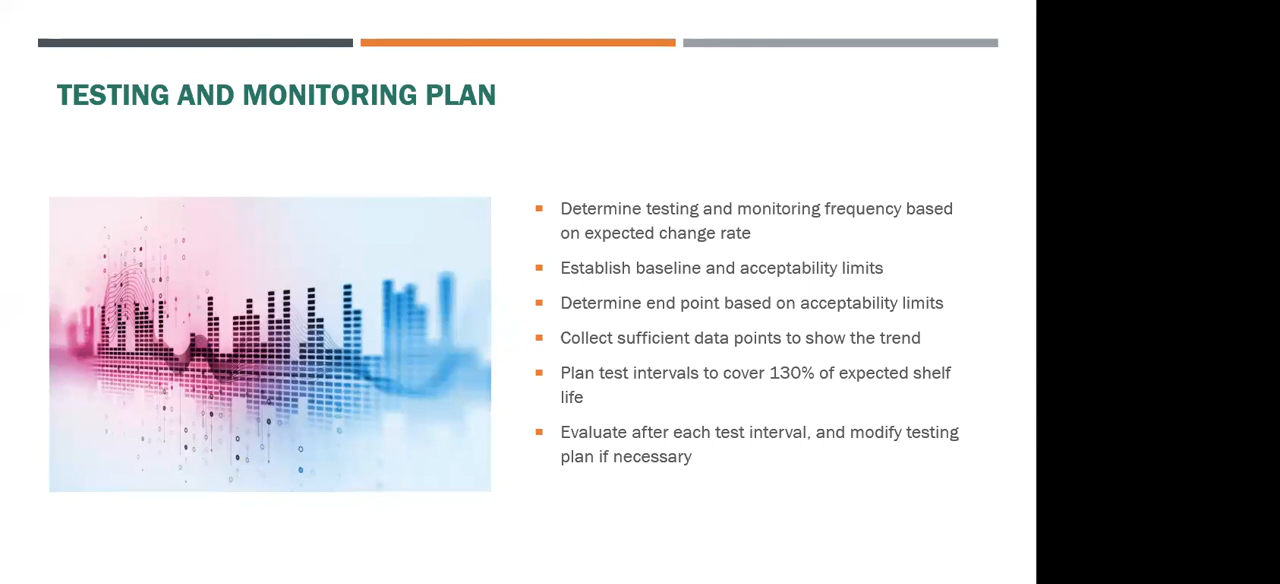 TESTING AND MONITORING PLAN
Determine testing and monitoring frequency based
on expected change rate
Establish baseline and acceptability limits
Determine end point based on acceptability limits
Collect sufficient data points to show the trend
Plan test intervals to cover 130% of expected shelf
life
Evaluate after each test interval, and modify testing
plan if necessary